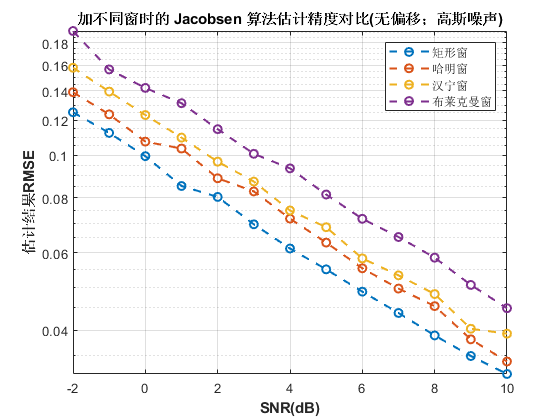 加不同窗时的 Jacobsen 算法估计精度对比(无偏移；高斯噪声)
矩形窗
哈明窗
汉宁窗
布莱克曼窗
估计结果RMSE
0.18
0.16
0.14
0.12
0.1
0.08
0.06
0.04
-2
0
2
4
6
8
10
SNR(dB)